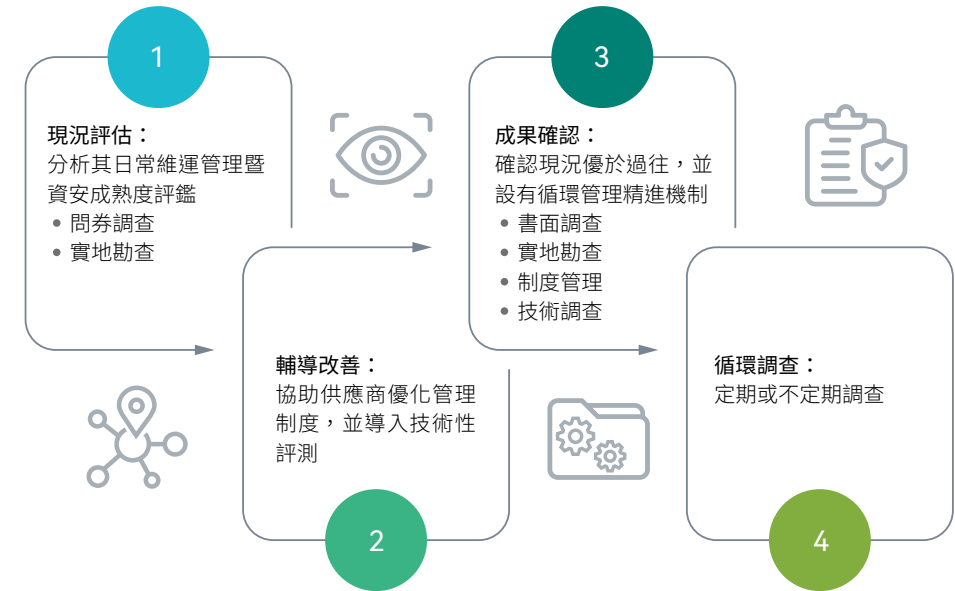 1
現況評估：
分析其日常維運管理暨
資安成熟度評鑑
• 問券調查
• 實地勘查
2
輔導改善：
協助供應商優化管理
制度，並導入技術性
評測
3
成果確認：
確認現況優於過往，並
設有循環管理精進機制
• 書面調查
• 實地勘查
• 制度管理
• 技術調查
4
循環調查：
定期或不定期調查